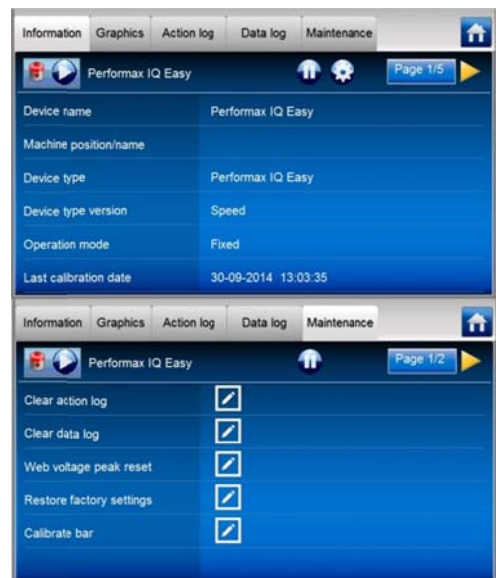 Information Graphics Action log Data log Maintenance
Performax IQ Easy Page 1/5
Device name Performax IQ Easy
Machine position/name
Device type Performax IQ Easy
Device type version Speed
Operation mode Fixed
Last calibration date 30-09-2014 13:03:35
Information Graphics Action log Data log Maintenance
Performax IQ Easy Page 1/2
Clear action log
Clear data log
Web voltage peak reset
Restore factory settings
Calibrate bar